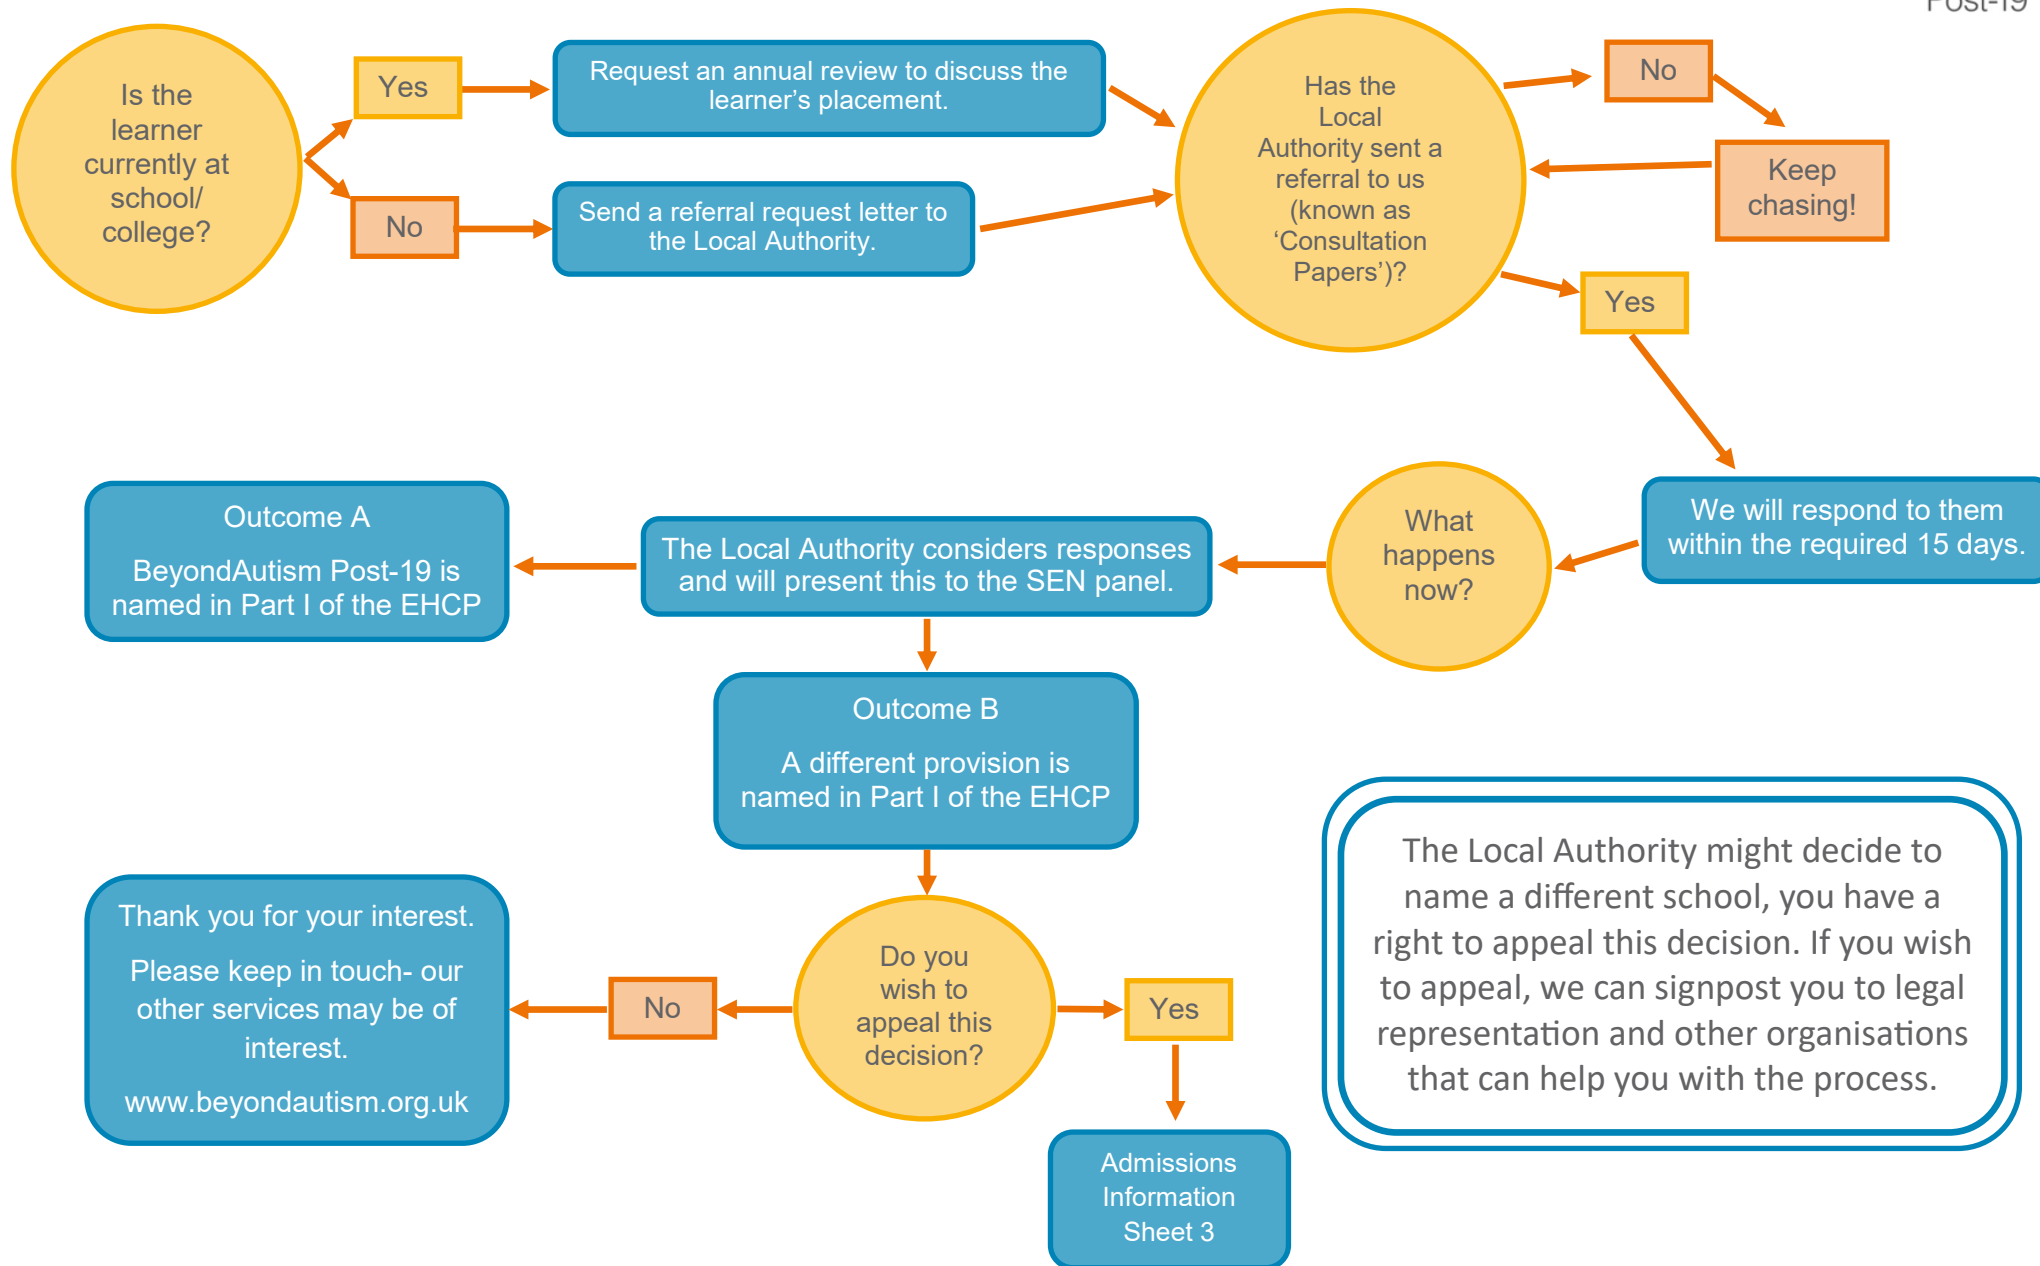 Post-19
Is the
learner
currently at
school/
college?
Yes
No
Request an annual review to discuss the
learner’s placement.
Send a referral request letter to
the Local Authority.
Has the
Local
Authority sent a
referral to us
(known as
‘Consultation
Papers’)?
No
Keep
chasing!
Yes
We will respond to them
within the required 15 days.
What
happens
now?
The Local Authority considers responses
and will present this to the SEN panel.
Outcome A
BeyondAutism Post-19 is
named in Part I of the EHCP
Outcome B
A different provision is
named in Part I of the EHCP
Do you
wish to
appeal this
decision?
No
Thank you for your interest.
Please keep in touch- our
other services may be of
interest.
www.beyondautism.org.uk
Yes
Admissions
Information
Sheet 3
The Local Authority might decide to
name a different school, you have a
right to appeal this decision. If you wish
to appeal, we can signpost you to legal
representation and other organisations
that can help you with the process.